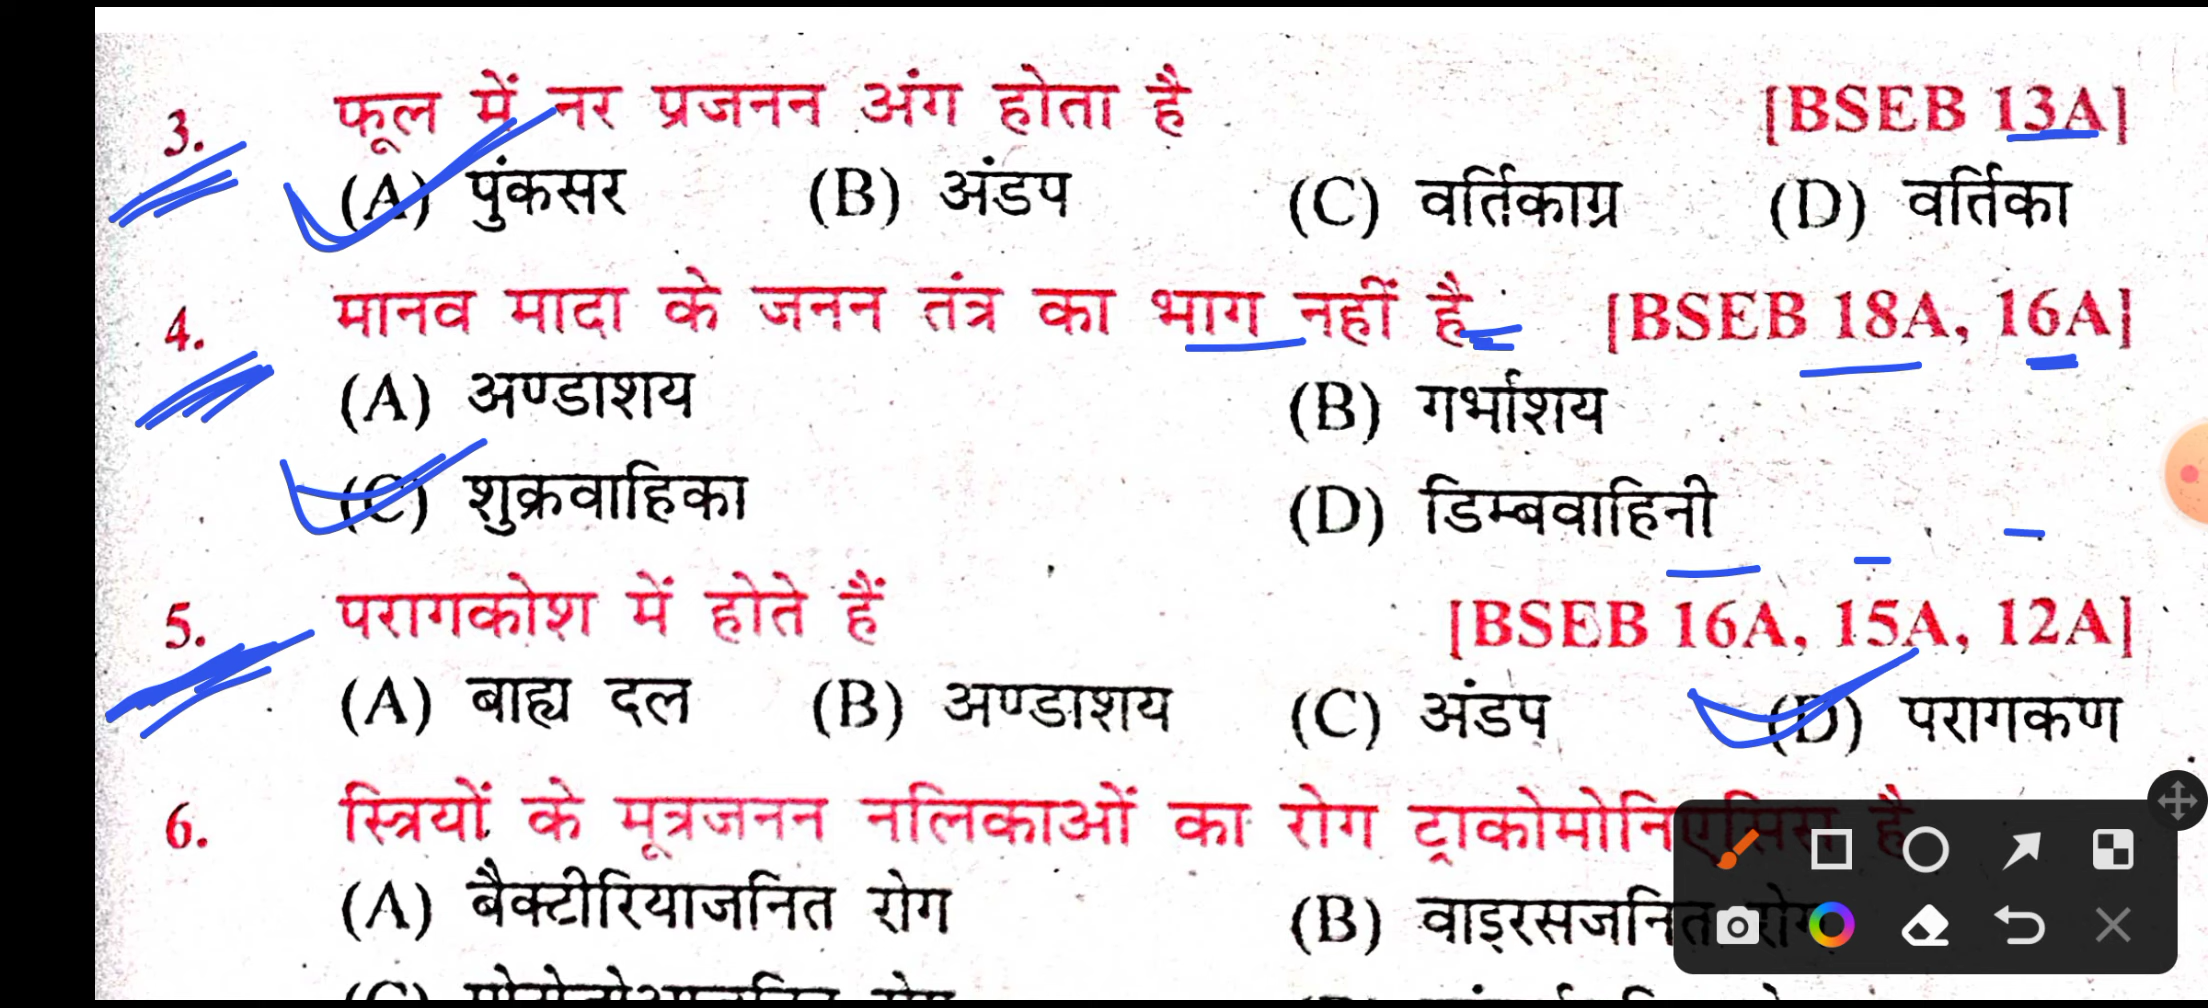 3. फूल में नर प्रजनन अंग होता है [BSEB 13A]
(A) पुंकसर (B) अंडप (C) वर्तिकाग्र (D) वर्तिका
4. मानव मादा के जनन तंत्र का भाग नहीं है [BSEB 18A, 16A]
(A) अण्डाशय (B) गर्भाशय
(C) शुक्रवाहिका (D) डिम्बवाहिनी
5. परागकोश में होते हैं [BSEB 16A, 15A, 12A]
(A) बाह्य दल (B) अण्डाशय (C) अंडप (D) परागकण
6. स्त्रियों के मूत्रजनन नलिकाओं का रोग ट्राकोमोनिएसिस है
(A) बैक्टीरियाजनित रोग (B) वाइरसजनित रोग